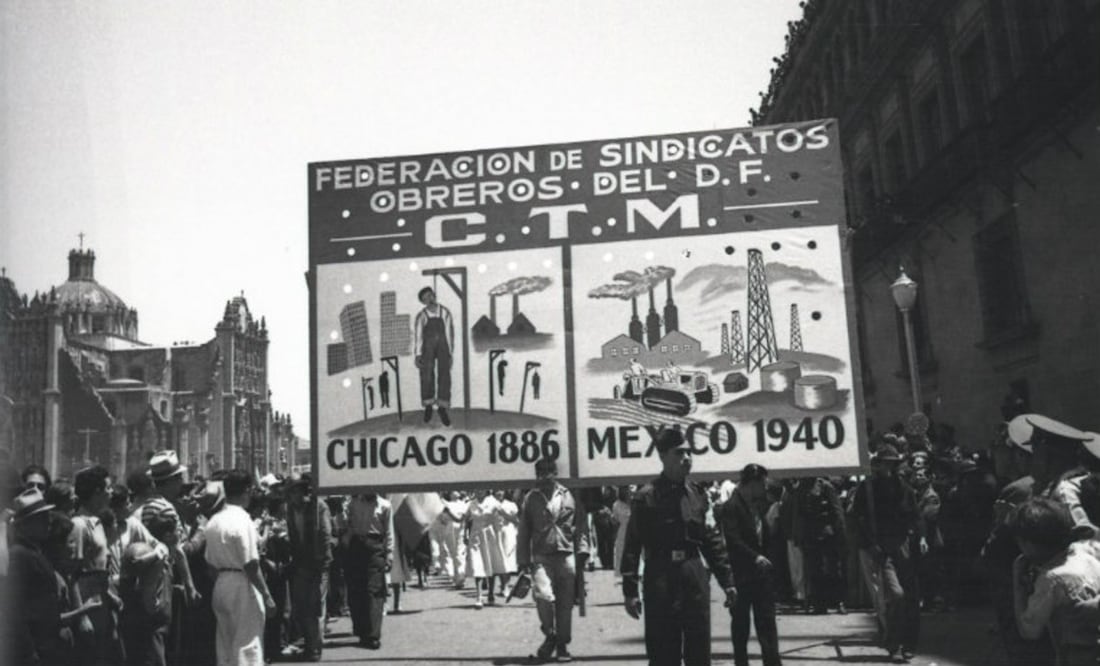 FEDERACION DE SINDICATOS
OBREROS · DEL · D.F.
C. T. M.
CHICAGO 1886
MEXICO 1940